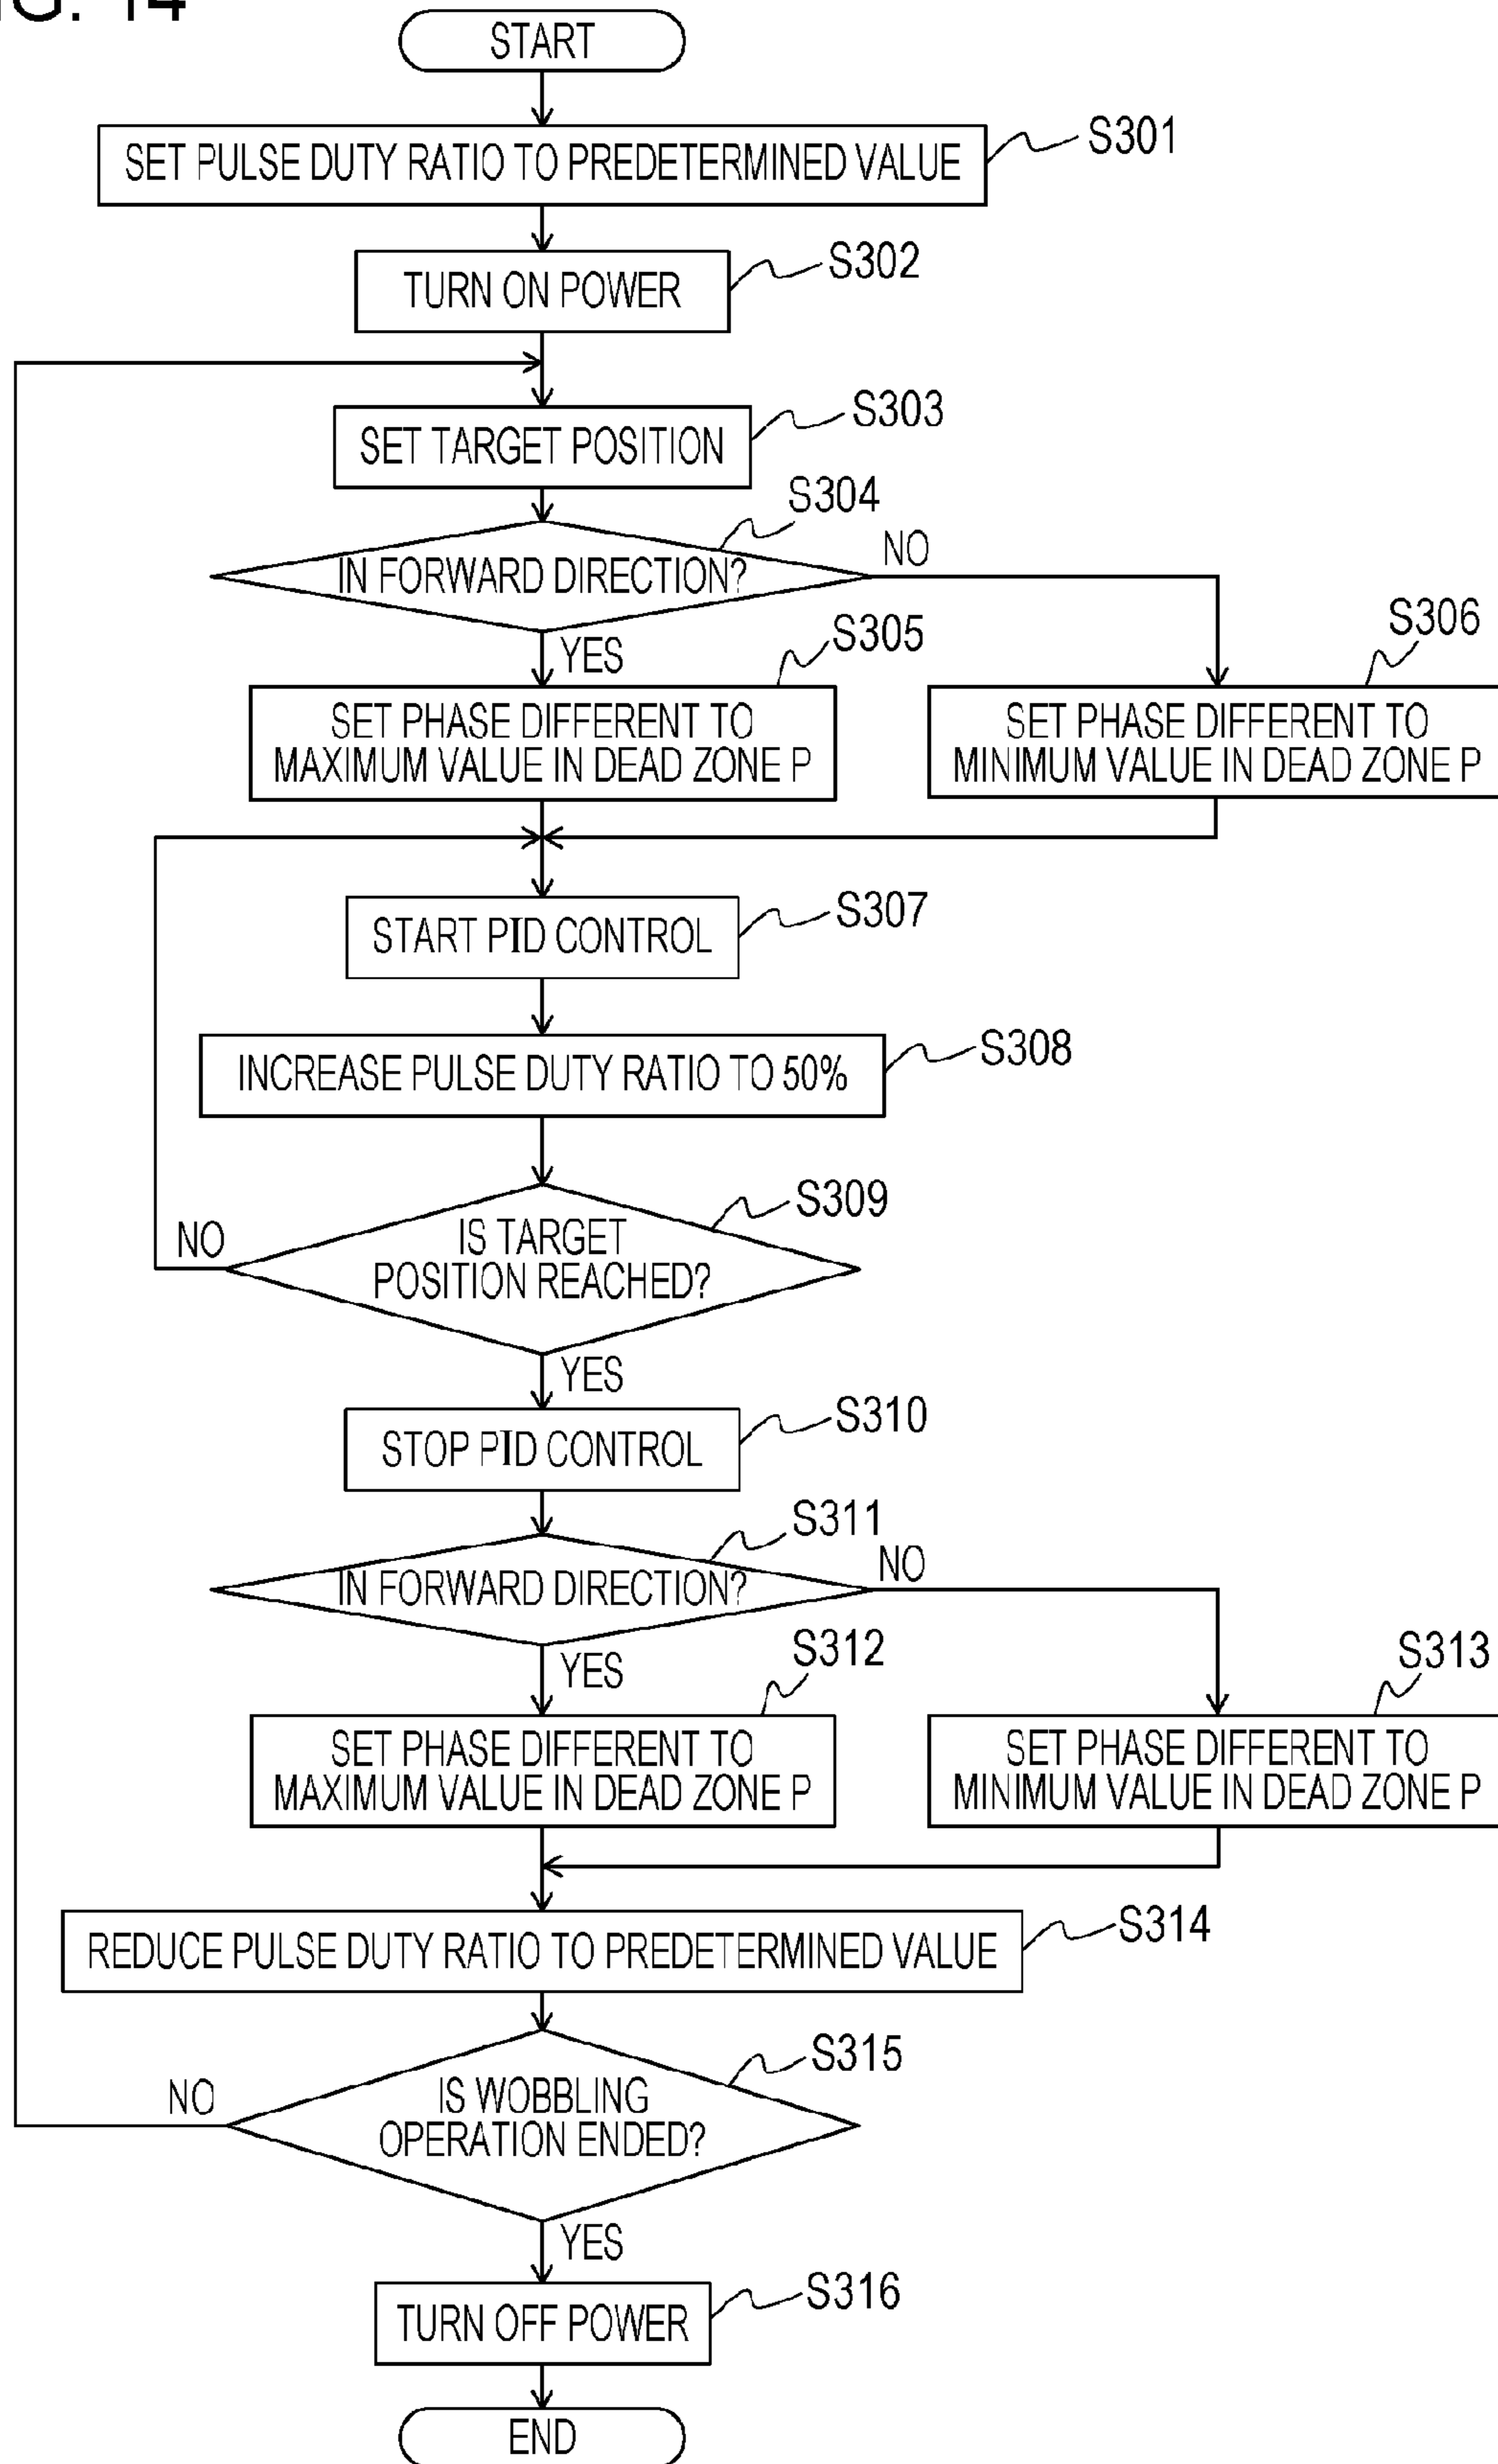 FIG. 14
START
SET PULSE DUTY RATIO TO PREDETERMINED VALUE
S301
TURN ON POWER
S302
SET TARGET POSITION
S303
IN FORWARD DIRECTION?
S304
NO
YES
SET PHASE DIFFERENT TO
MAXIMUM VALUE IN DEAD ZONE P
S305
SET PHASE DIFFERENT TO
MINIMUM VALUE IN DEAD ZONE P
S306
START PID CONTROL
S307
INCREASE PULSE DUTY RATIO TO 50%
S308
IS TARGET
POSITION REACHED?
S309
NO
YES
STOP PID CONTROL
S310
IN FORWARD DIRECTION?
S311
NO
YES
SET PHASE DIFFERENT TO
MAXIMUM VALUE IN DEAD ZONE P
S312
SET PHASE DIFFERENT TO
MINIMUM VALUE IN DEAD ZONE P
S313
REDUCE PULSE DUTY RATIO TO PREDETERMINED VALUE
S314
IS WOBBLING
OPERATION ENDED?
S315
NO
YES
TURN OFF POWER
S316
END